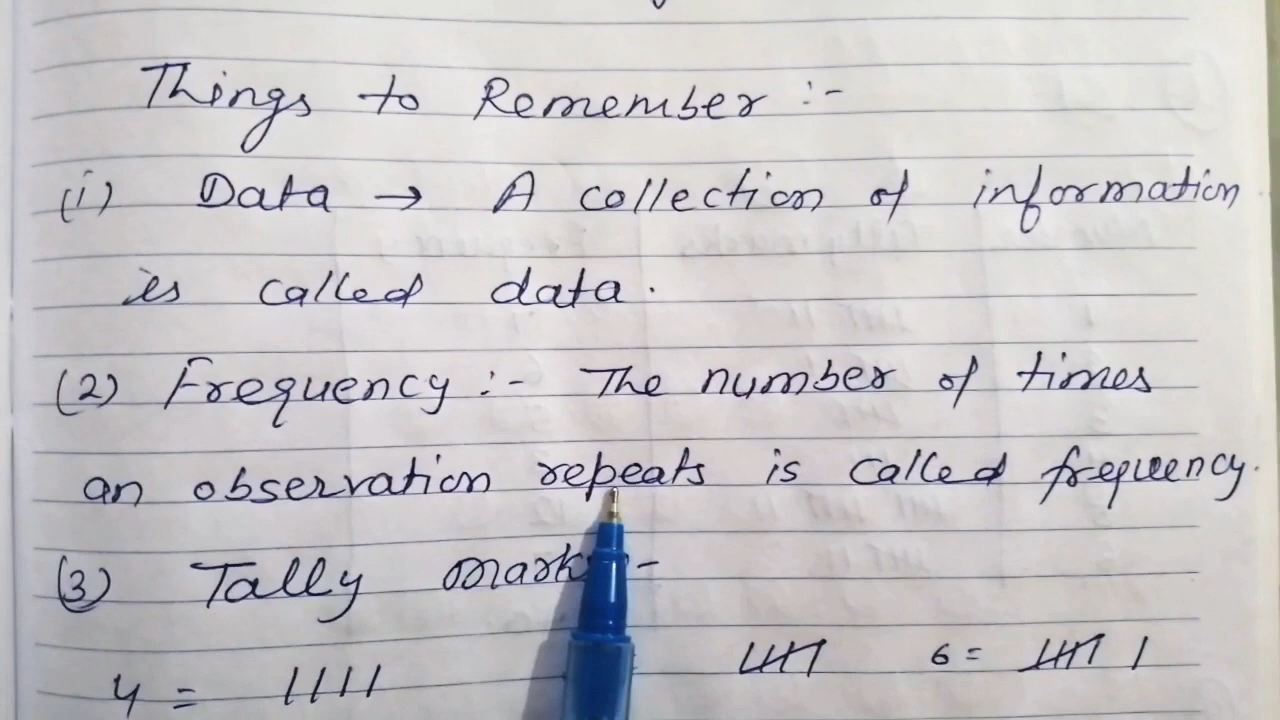 Things to Remember :-
(i) Data → A collection of information
is called data.
(2) Frequency :- The number of times
an observation repeats is called frequency.
(3) Tally marks :-
4 = ||||   6 = |